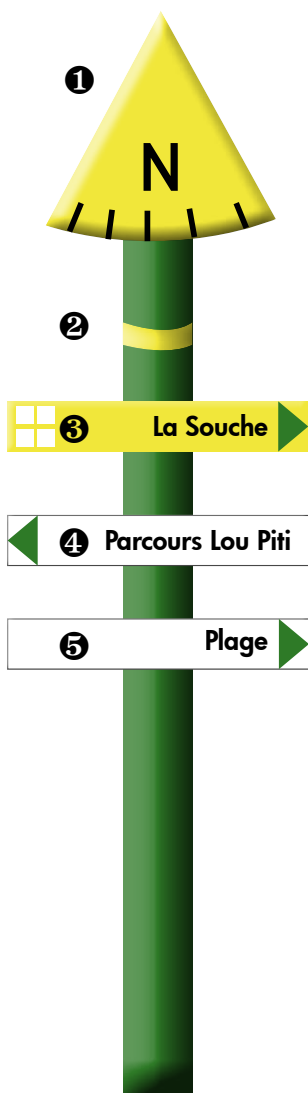 ❶
N
❷
❸ La Souche
❹ Parcours Lou Piti
❺ Plage